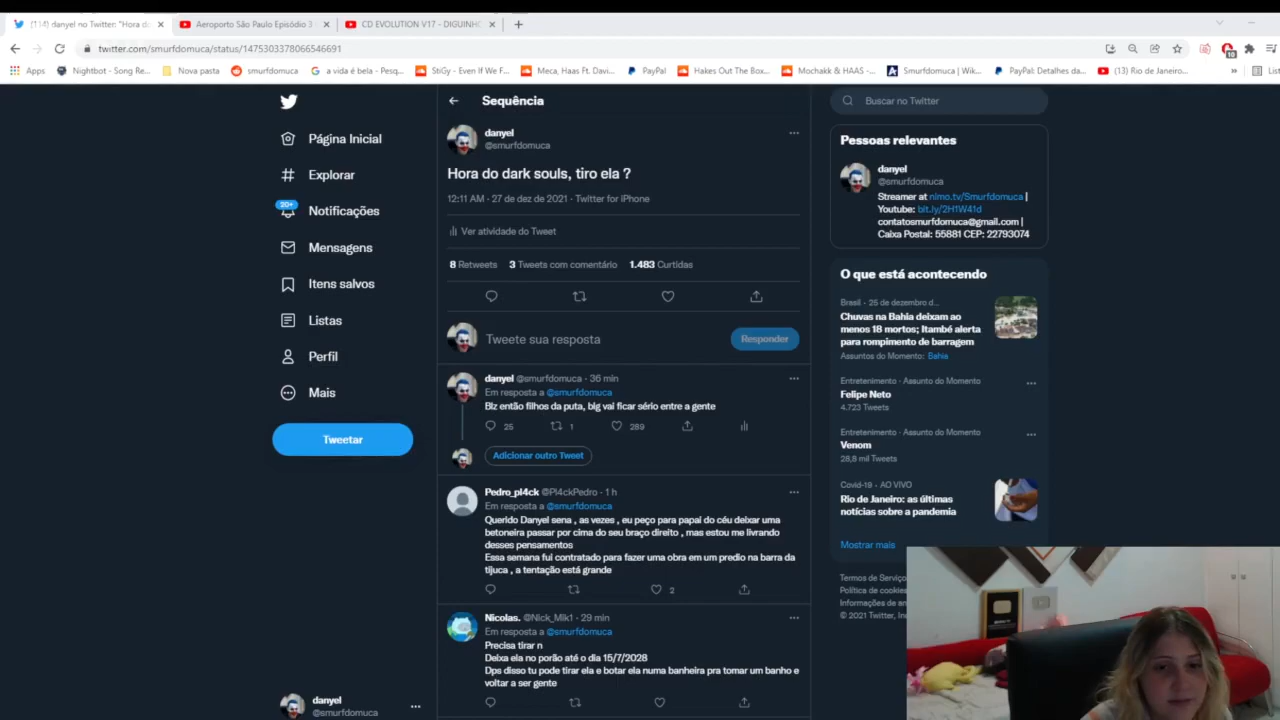 (114) danyel no Twitter: "Hora do
Aeroporto São Paulo Episódio 3
CD EVOLUTION V17 - DIGUINHO
twitter.com/smurfdomuca/status/1475303378066546691
Apps
Nightbot - Song Re...
Nova pasta
smurfdomuca
a vida é bela - Pesq...
StiGy - Even If We F...
Meca, Haas Ft. Davi...
PayPal
Hakes Out The Box...
Mochakk & HAAS -...
Smurfdomuca | Wik...
PayPal: Detalhes da...
(13) Rio de Janeiro...
»
List
Página Inicial
Explorar
20+
Notificações
Mensagens
Itens salvos
Listas
Perfil
Mais
Tweetar
danyel
@smurfdomuca
Sequência
danyel
@smurfdomuca
Hora do dark souls, tiro ela ?
12:11 AM · 27 de dez de 2021 · Twitter for iPhone
Ver atividade do Tweet
8 Retweets 3 Tweets com comentário 1.483 Curtidas
Tweete sua resposta
Responder
danyel @smurfdomuca · 36 min
Em resposta a @smurfdomuca
Blz então filhos da puta, blg vai ficar sério entre a gente
25 1 289
Adicionar outro Tweet
Pedro_pl4ck @Pl4ckPedro · 1 h
Em resposta a @smurfdomuca
Querido Danyel sena , as vezes , eu peço para papai do céu deixar uma
betoneira passar por cima do seu braço direito , mas estou me livrando
desses pensamentos
Essa semana fui contratado para fazer uma obra em um predio na barra da
tijuca , a tentação está grande
2
Nicolas. @Nick_Mik1 · 29 min
Em resposta a @smurfdomuca
Precisa tirar n
Deixa ela no porão até o dia 15/7/2028
Dps disso tu pode tirar ela e botar ela numa banheira pra tomar um banho e
voltar a ser gente
Buscar no Twitter
Pessoas relevantes
danyel
@smurfdomuca
Streamer at nimo.tv/Smurfdomuca |
Youtube: bit.ly/2H1W41d
contatosmurfdomuca@gmail.com |
Caixa Postal: 55881 CEP: 22793074
O que está acontecendo
Brasil · 25 de dezembro d...
Chuvas na Bahia deixam ao
menos 18 mortos; Itambé alerta
para rompimento de barragem
Assuntos do Momento: Bahia
Entretenimento · Assunto do Momento
Felipe Neto
4.723 Tweets
Entretenimento · Assunto do Momento
Venom
28,8 mil Tweets
Covid-19 · AO VIVO
Rio de Janeiro: as últimas
notícias sobre a pandemia
Mostrar mais
Termos de Serviço
Política de cookies
Informações de an
© 2021 Twitter, In